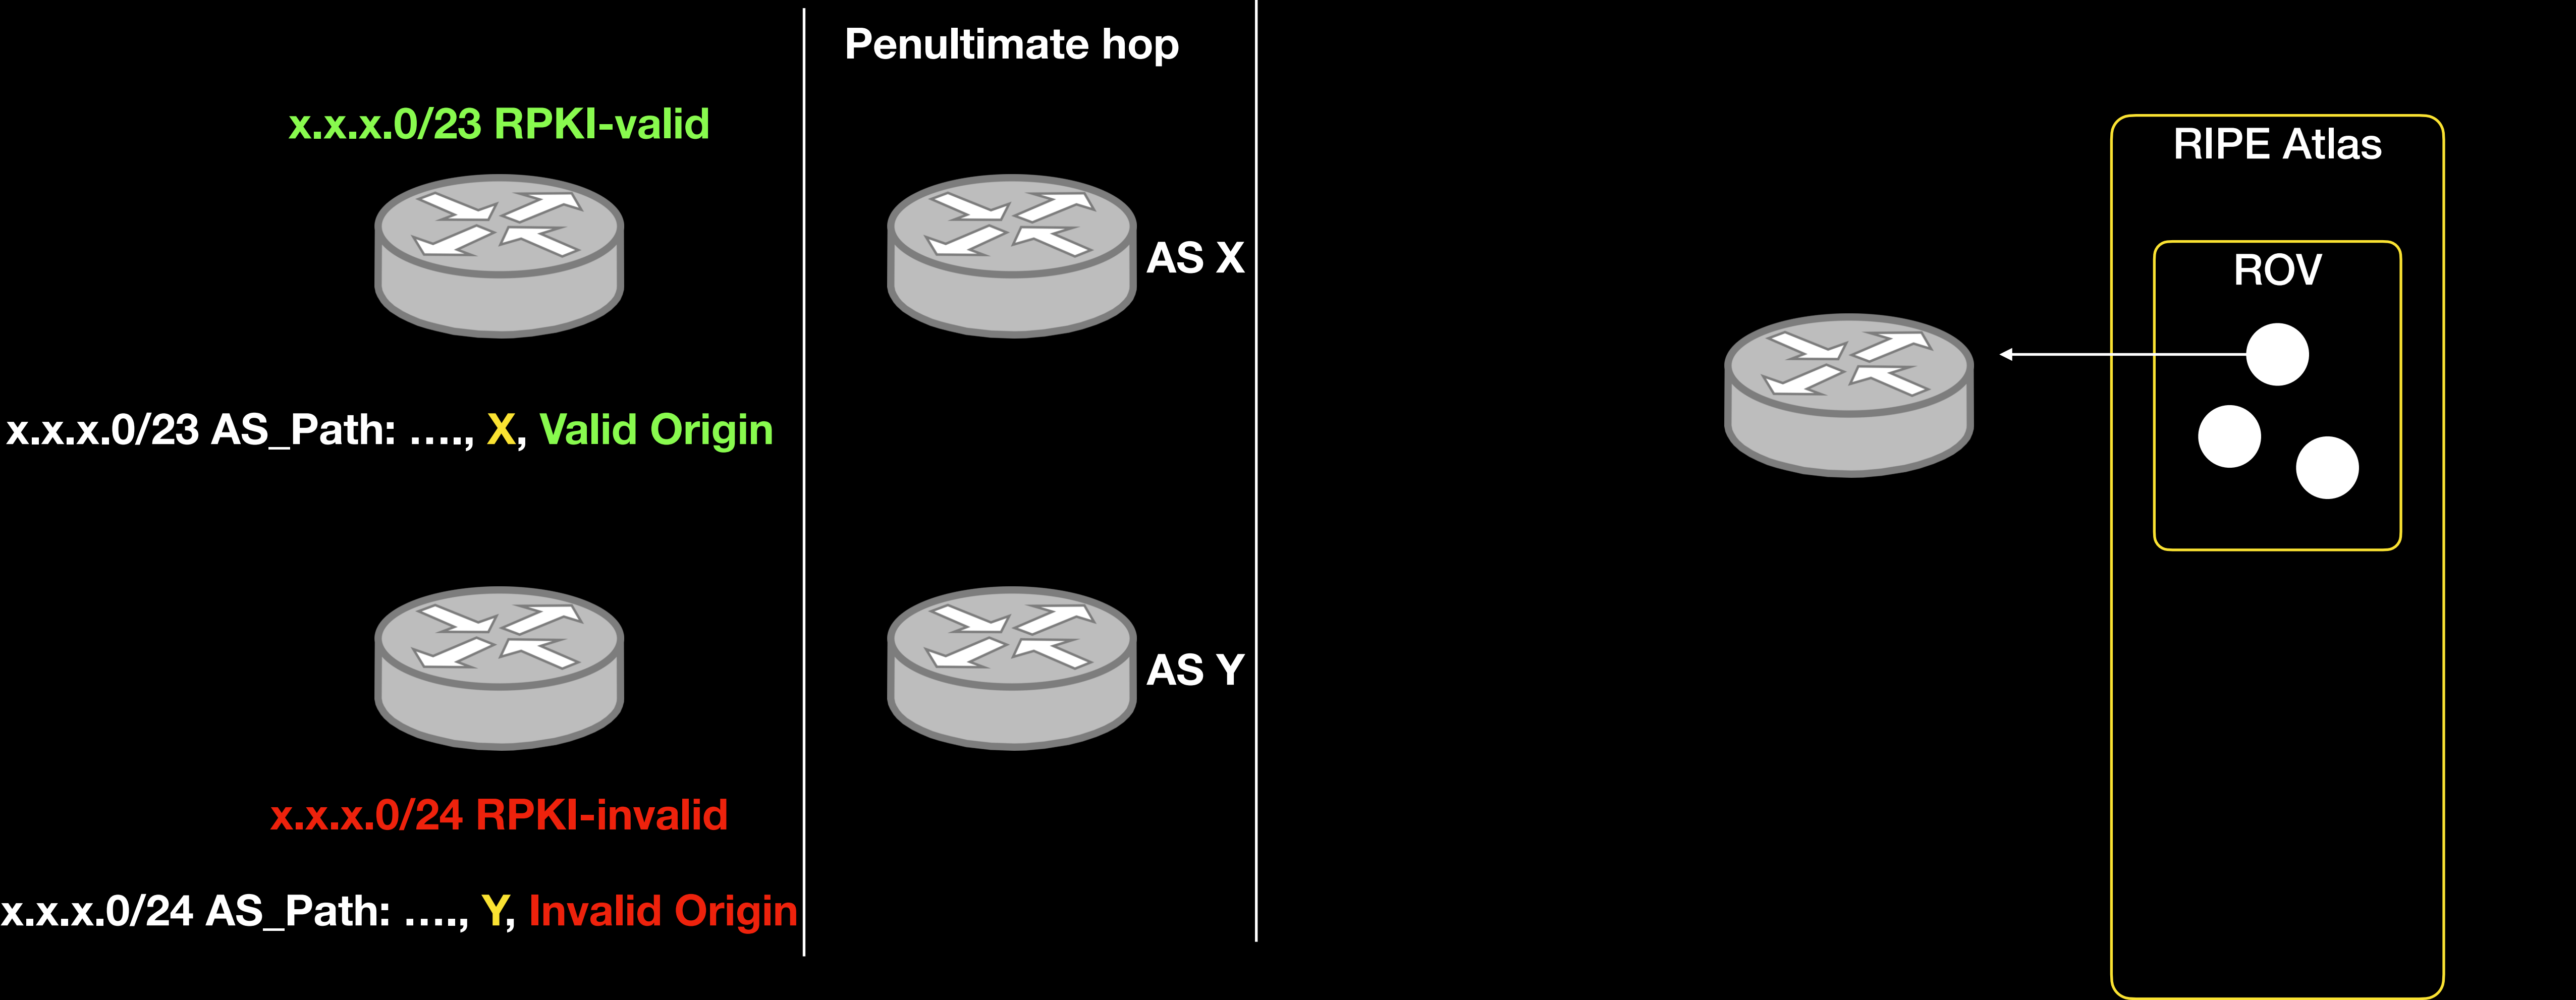 Penultimate hop
x.x.x.0/23 RPKI-valid
RIPE Atlas
AS X
ROV
x.x.x.0/23 AS_Path: ...., X, Valid Origin
AS Y
x.x.x.0/24 RPKI-invalid
x.x.x.0/24 AS_Path: ...., Y, Invalid Origin